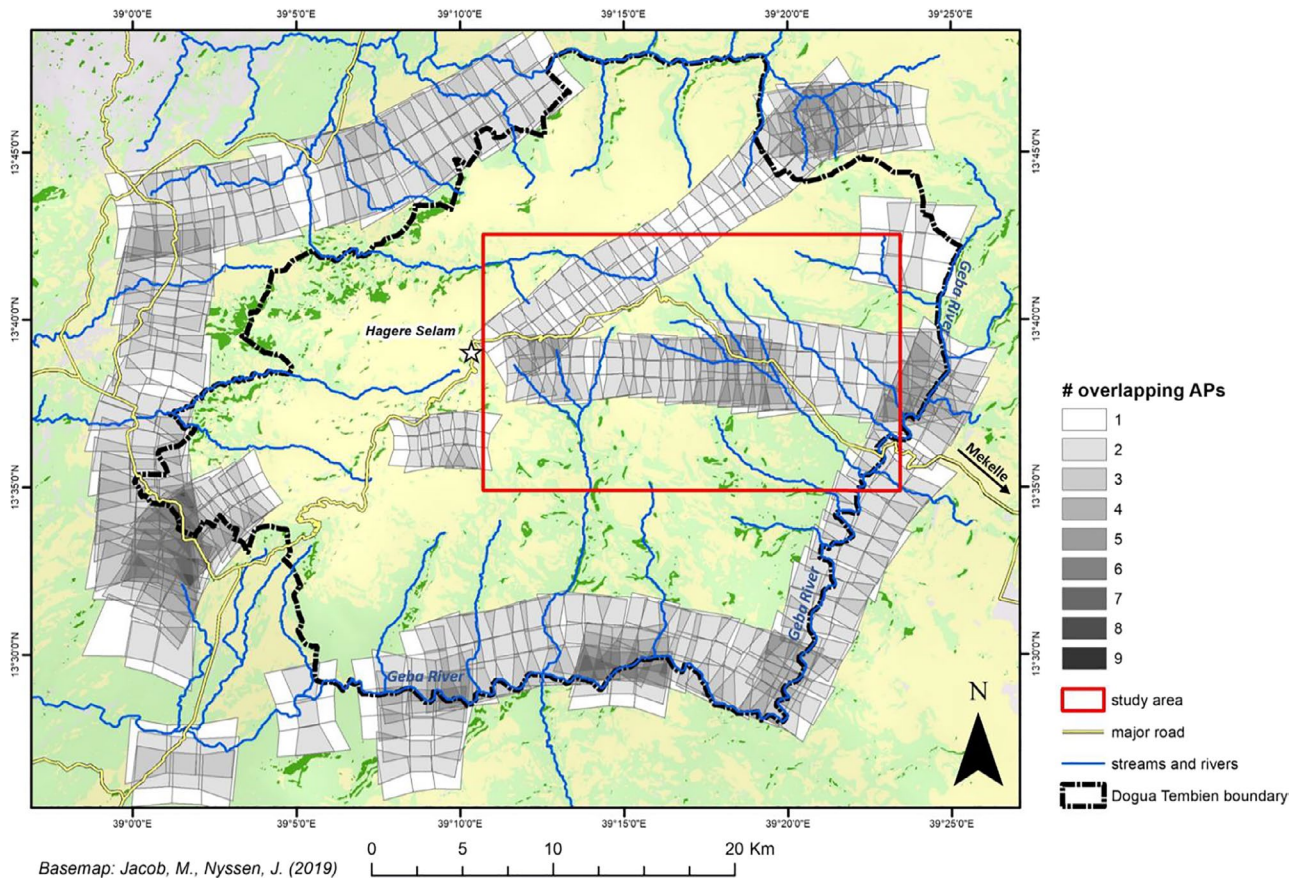 39°0'0"E
39°5'0"E
39°10'0"E
39°15'0"E
39°20'0"E
39°25'0"E
13°45'0"N
13°45'0"N
Geba River
13°40'0"N
13°40'0"N
Hagere Selam
# overlapping APs
1
2
3
4
5
6
7
8
9
Mekelle
13°35'0"N
13°35'0"N
Geba River
13°30'0"N
13°30'0"N
Geba River
N
study area
major road
streams and rivers
Dogua Tembien boundary
39°0'0"E
39°5'0"E
39°10'0"E
39°15'0"E
39°20'0"E
39°25'0"E
Basemap: Jacob, M., Nyssen, J. (2019)
0 5 10 20 Km